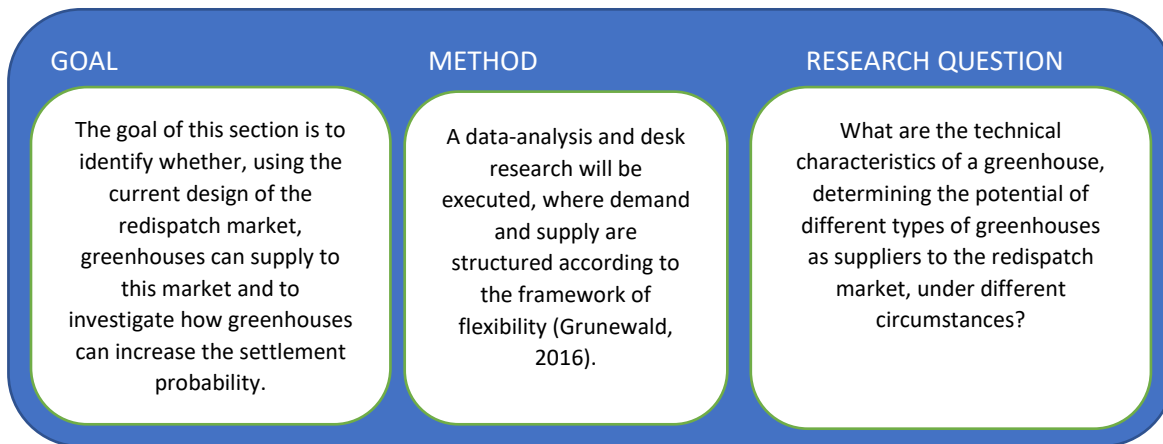 GOAL
The goal of this section is to
identify whether, using the
current design of the
redispatch market,
greenhouses can supply to
this market and to
investigate how greenhouses
can increase the settlement
probability.
METHOD
A data-analysis and desk
research will be
executed, where demand
and supply are
structured according to
the framework of
flexibility (Grunewald,
2016).
RESEARCH QUESTION
What are the technical
characteristics of a greenhouse,
determining the potential of
different types of greenhouses
as suppliers to the redispatch
market, under different
circumstances?